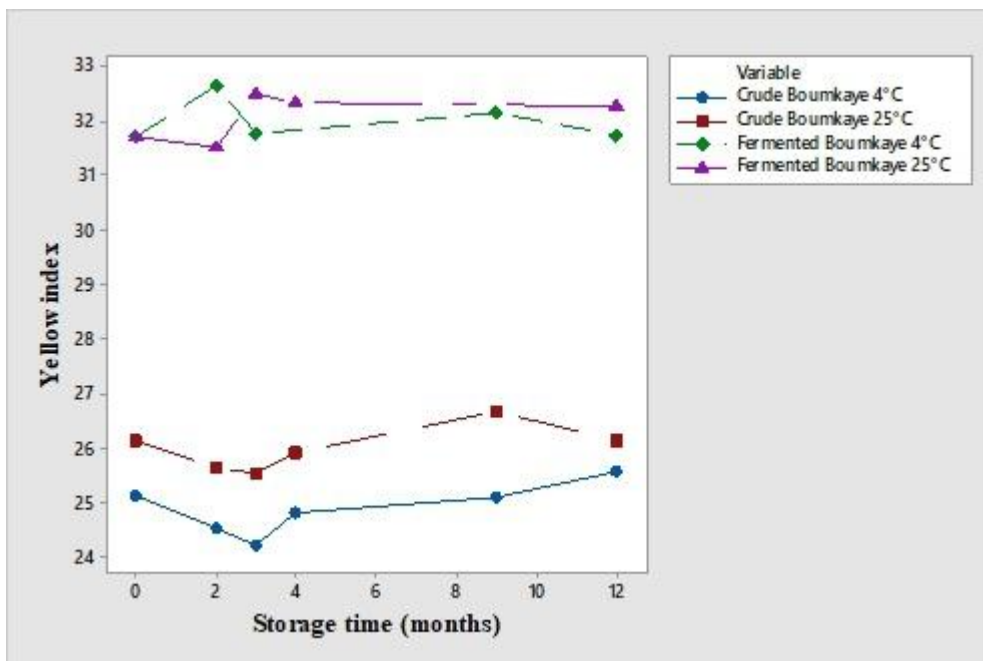 33
32
31
30
29
28
27
26
25
24
Yellow index
0 2 4 6 8 10 12
Storage time (months)
Variable
Crude Boumkaye 4°C
Crude Boumkaye 25°C
Fermented Boumkaye 4°C
Fermented Boumkaye 25°C